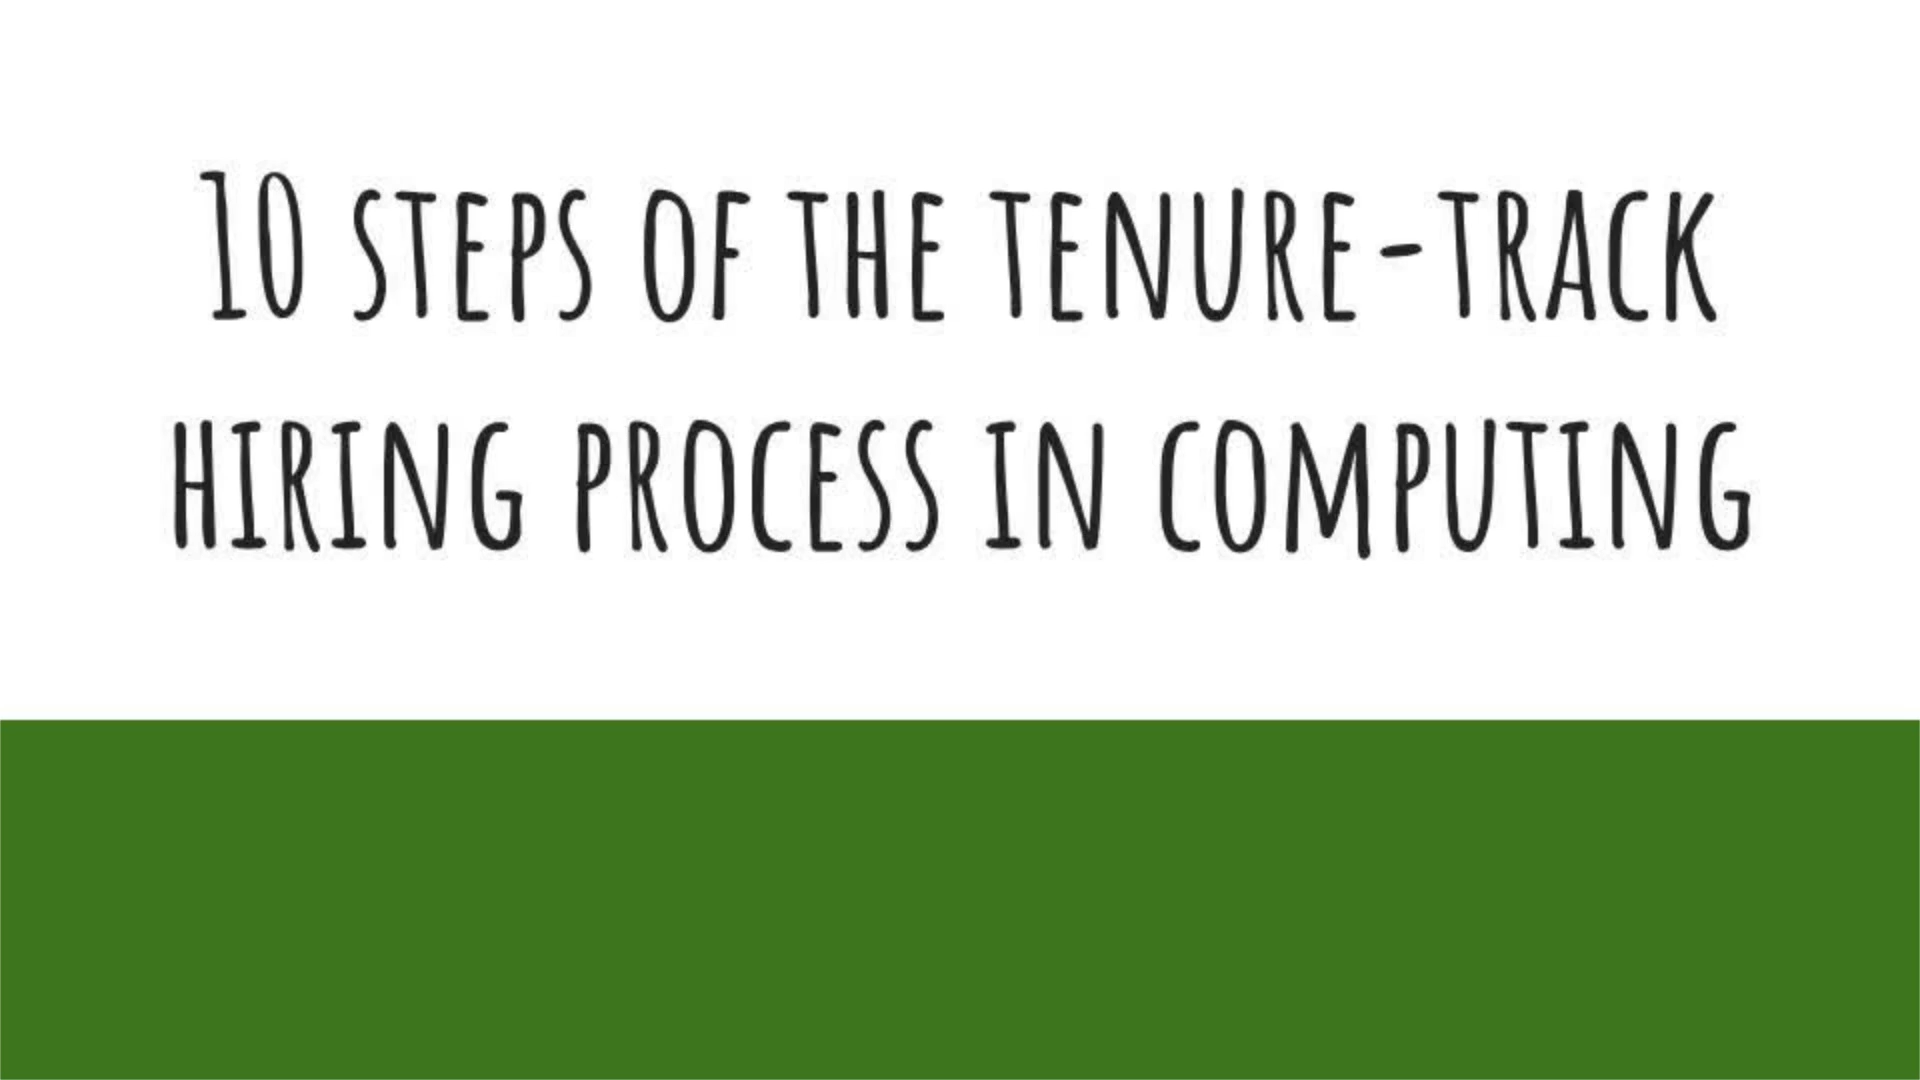 10 STEPS OF THE TENURE-TRACK
HIRING PROCESS IN COMPUTING